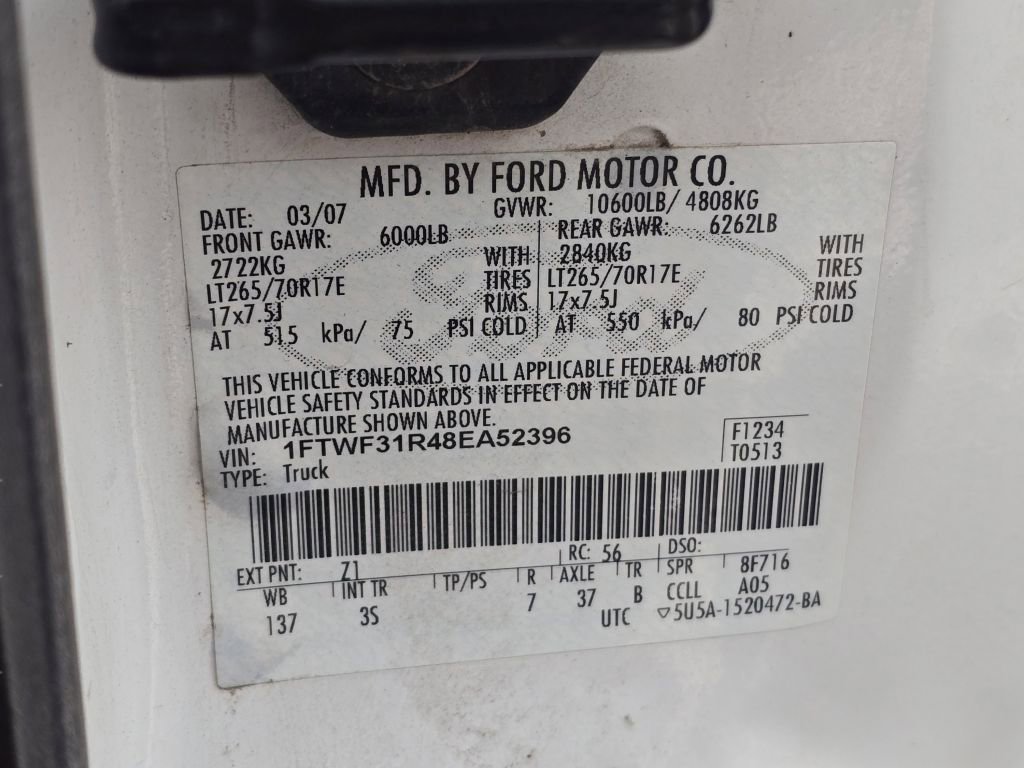 MFD. BY FORD MOTOR CO.
DATE: 03/07 GVWR: 10600LB/ 4808KG
FRONT GAWR: 6000LB REAR GAWR: 6262LB
2722KG WITH 2840KG WITH
LT265/70R17E TIRES LT265/70R17E TIRES
17x7.5J RIMS 17x7.5J RIMS
AT 515 kPa/ 75 PSI COLD AT 550 kPa/ 80 PSI COLD
THIS VEHICLE CONFORMS TO ALL APPLICABLE FEDERAL MOTOR
VEHICLE SAFETY STANDARDS IN EFFECT ON THE DATE OF
MANUFACTURE SHOWN ABOVE.
VIN: 1FTWF31R48EA52396 F1234
TYPE: Truck T0513
EXT PNT: Z1 RC: 56 DSO:
WB INT TR TP/PS R AXLE TR SPR 8F716
137 3S 7 37 B CCLL A05
UTC ▽5U5A-1520472-BA
Ford